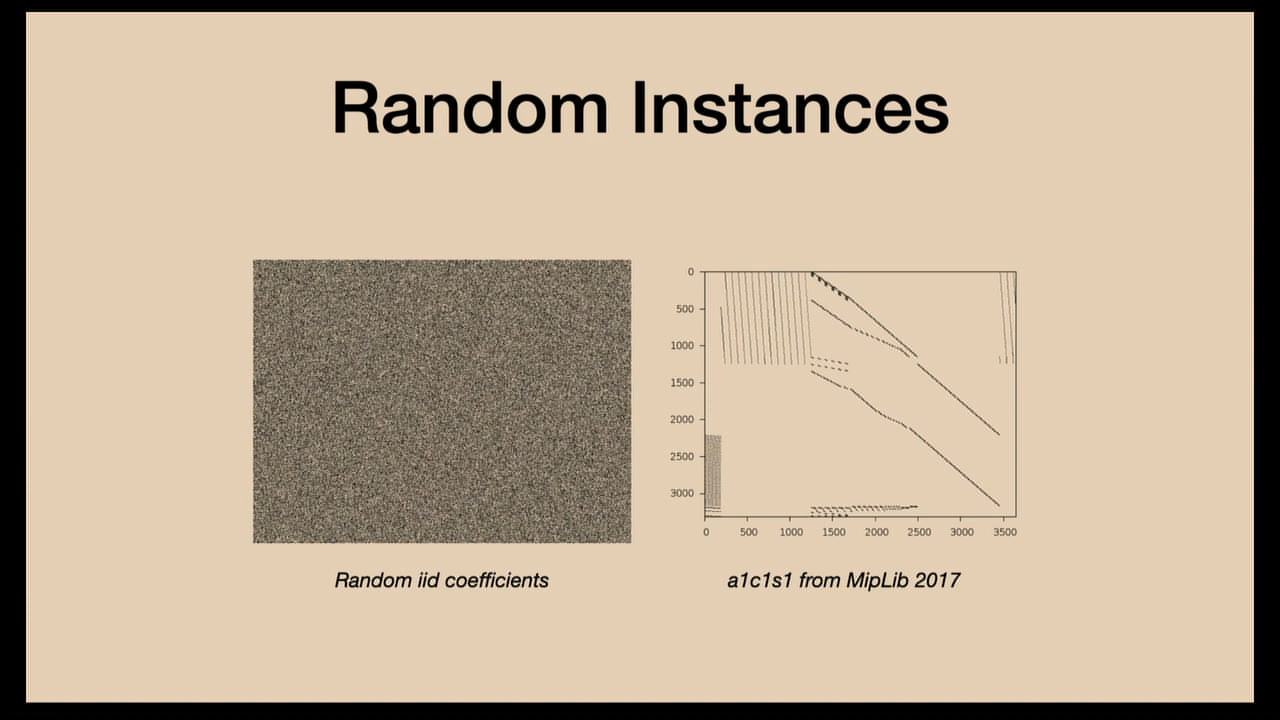 Random Instances
0
500
1000
1500
2000
2500
3000
0 500 1000 1500 2000 2500 3000 3500
Random iid coefficients
a1c1s1 from MipLib 2017